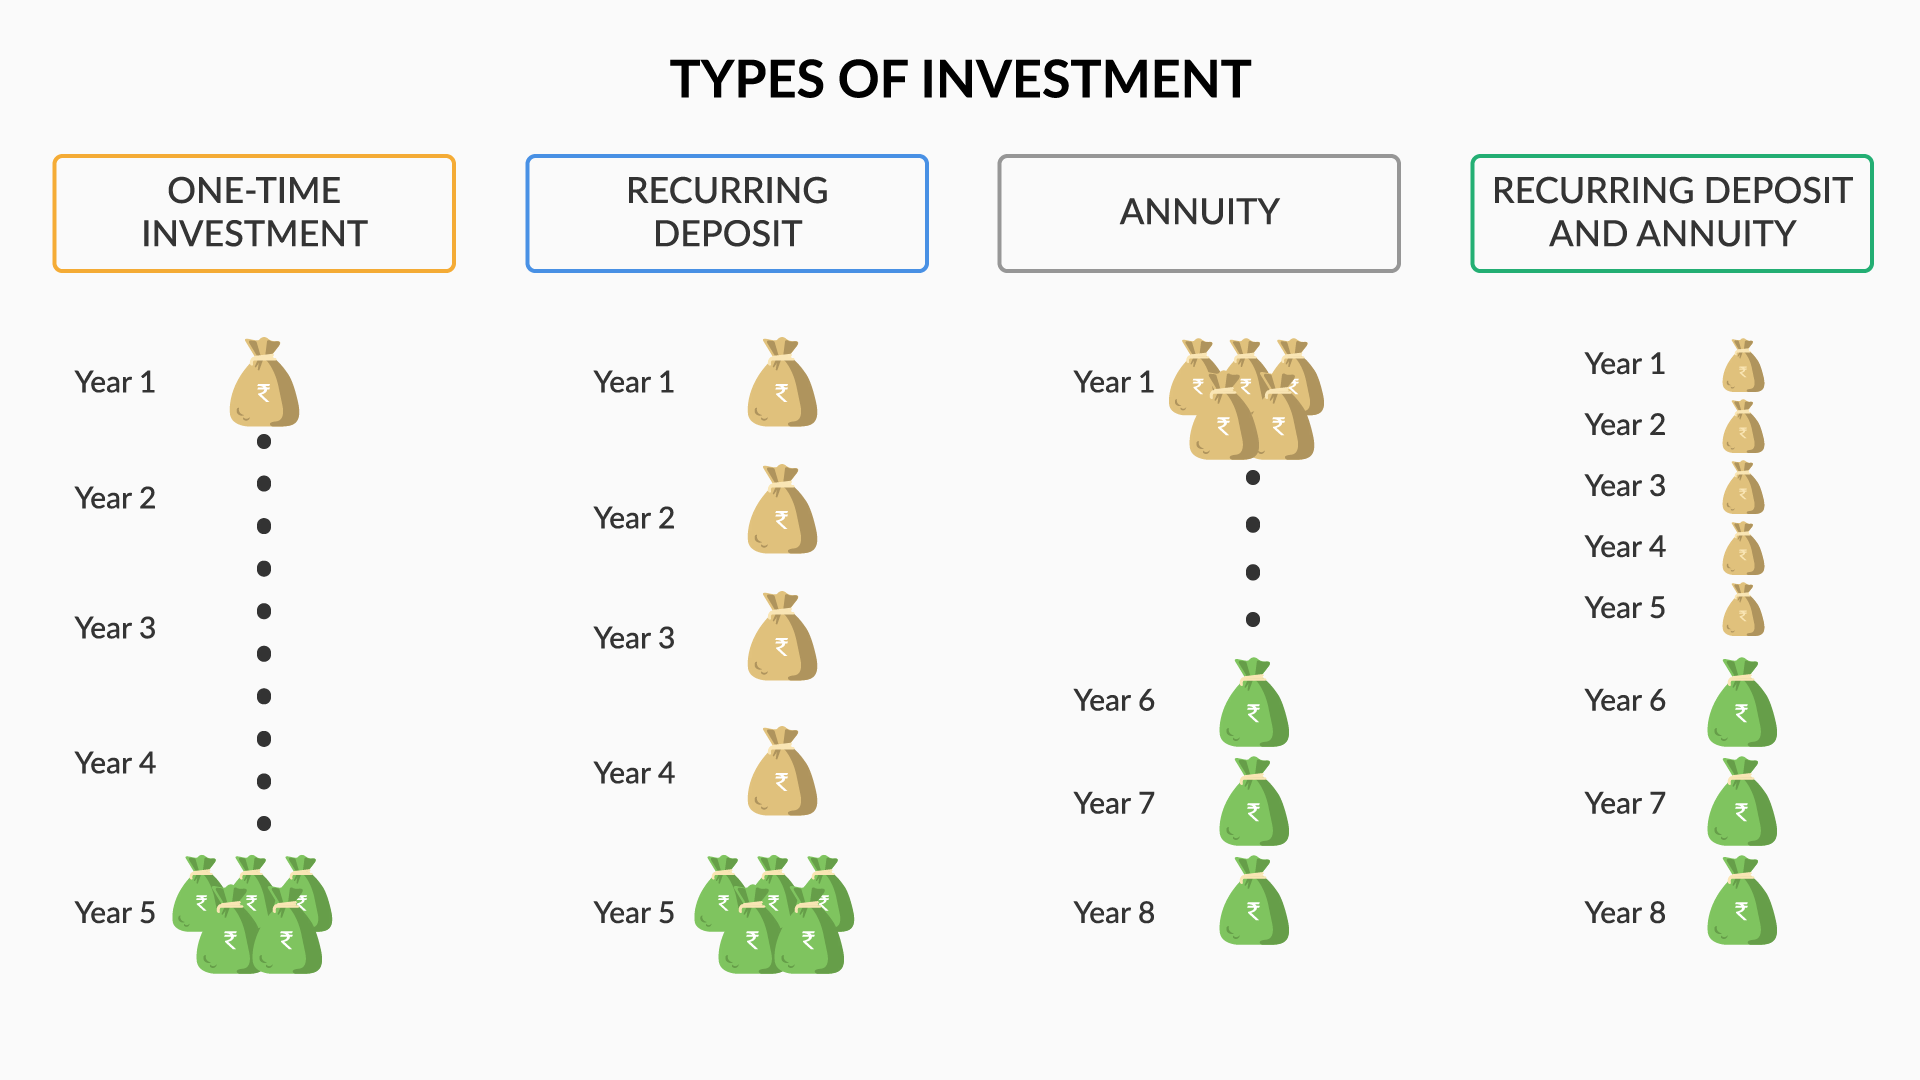 TYPES OF INVESTMENT
ONE-TIME
INVESTMENT
Year 1
₹
Year 2
Year 3
Year 4
Year 5
₹ ₹ ₹
₹ ₹
RECURRING
DEPOSIT
Year 1
₹
Year 2
₹
Year 3
₹
Year 4
₹
Year 5
₹ ₹ ₹
₹ ₹
ANNUITY
Year 1
₹ ₹ ₹
₹ ₹
Year 6
₹
Year 7
₹
Year 8
₹
RECURRING DEPOSIT
AND ANNUITY
Year 1
₹
Year 2
₹
Year 3
₹
Year 4
₹
Year 5
₹
Year 6
₹
Year 7
₹
Year 8
₹